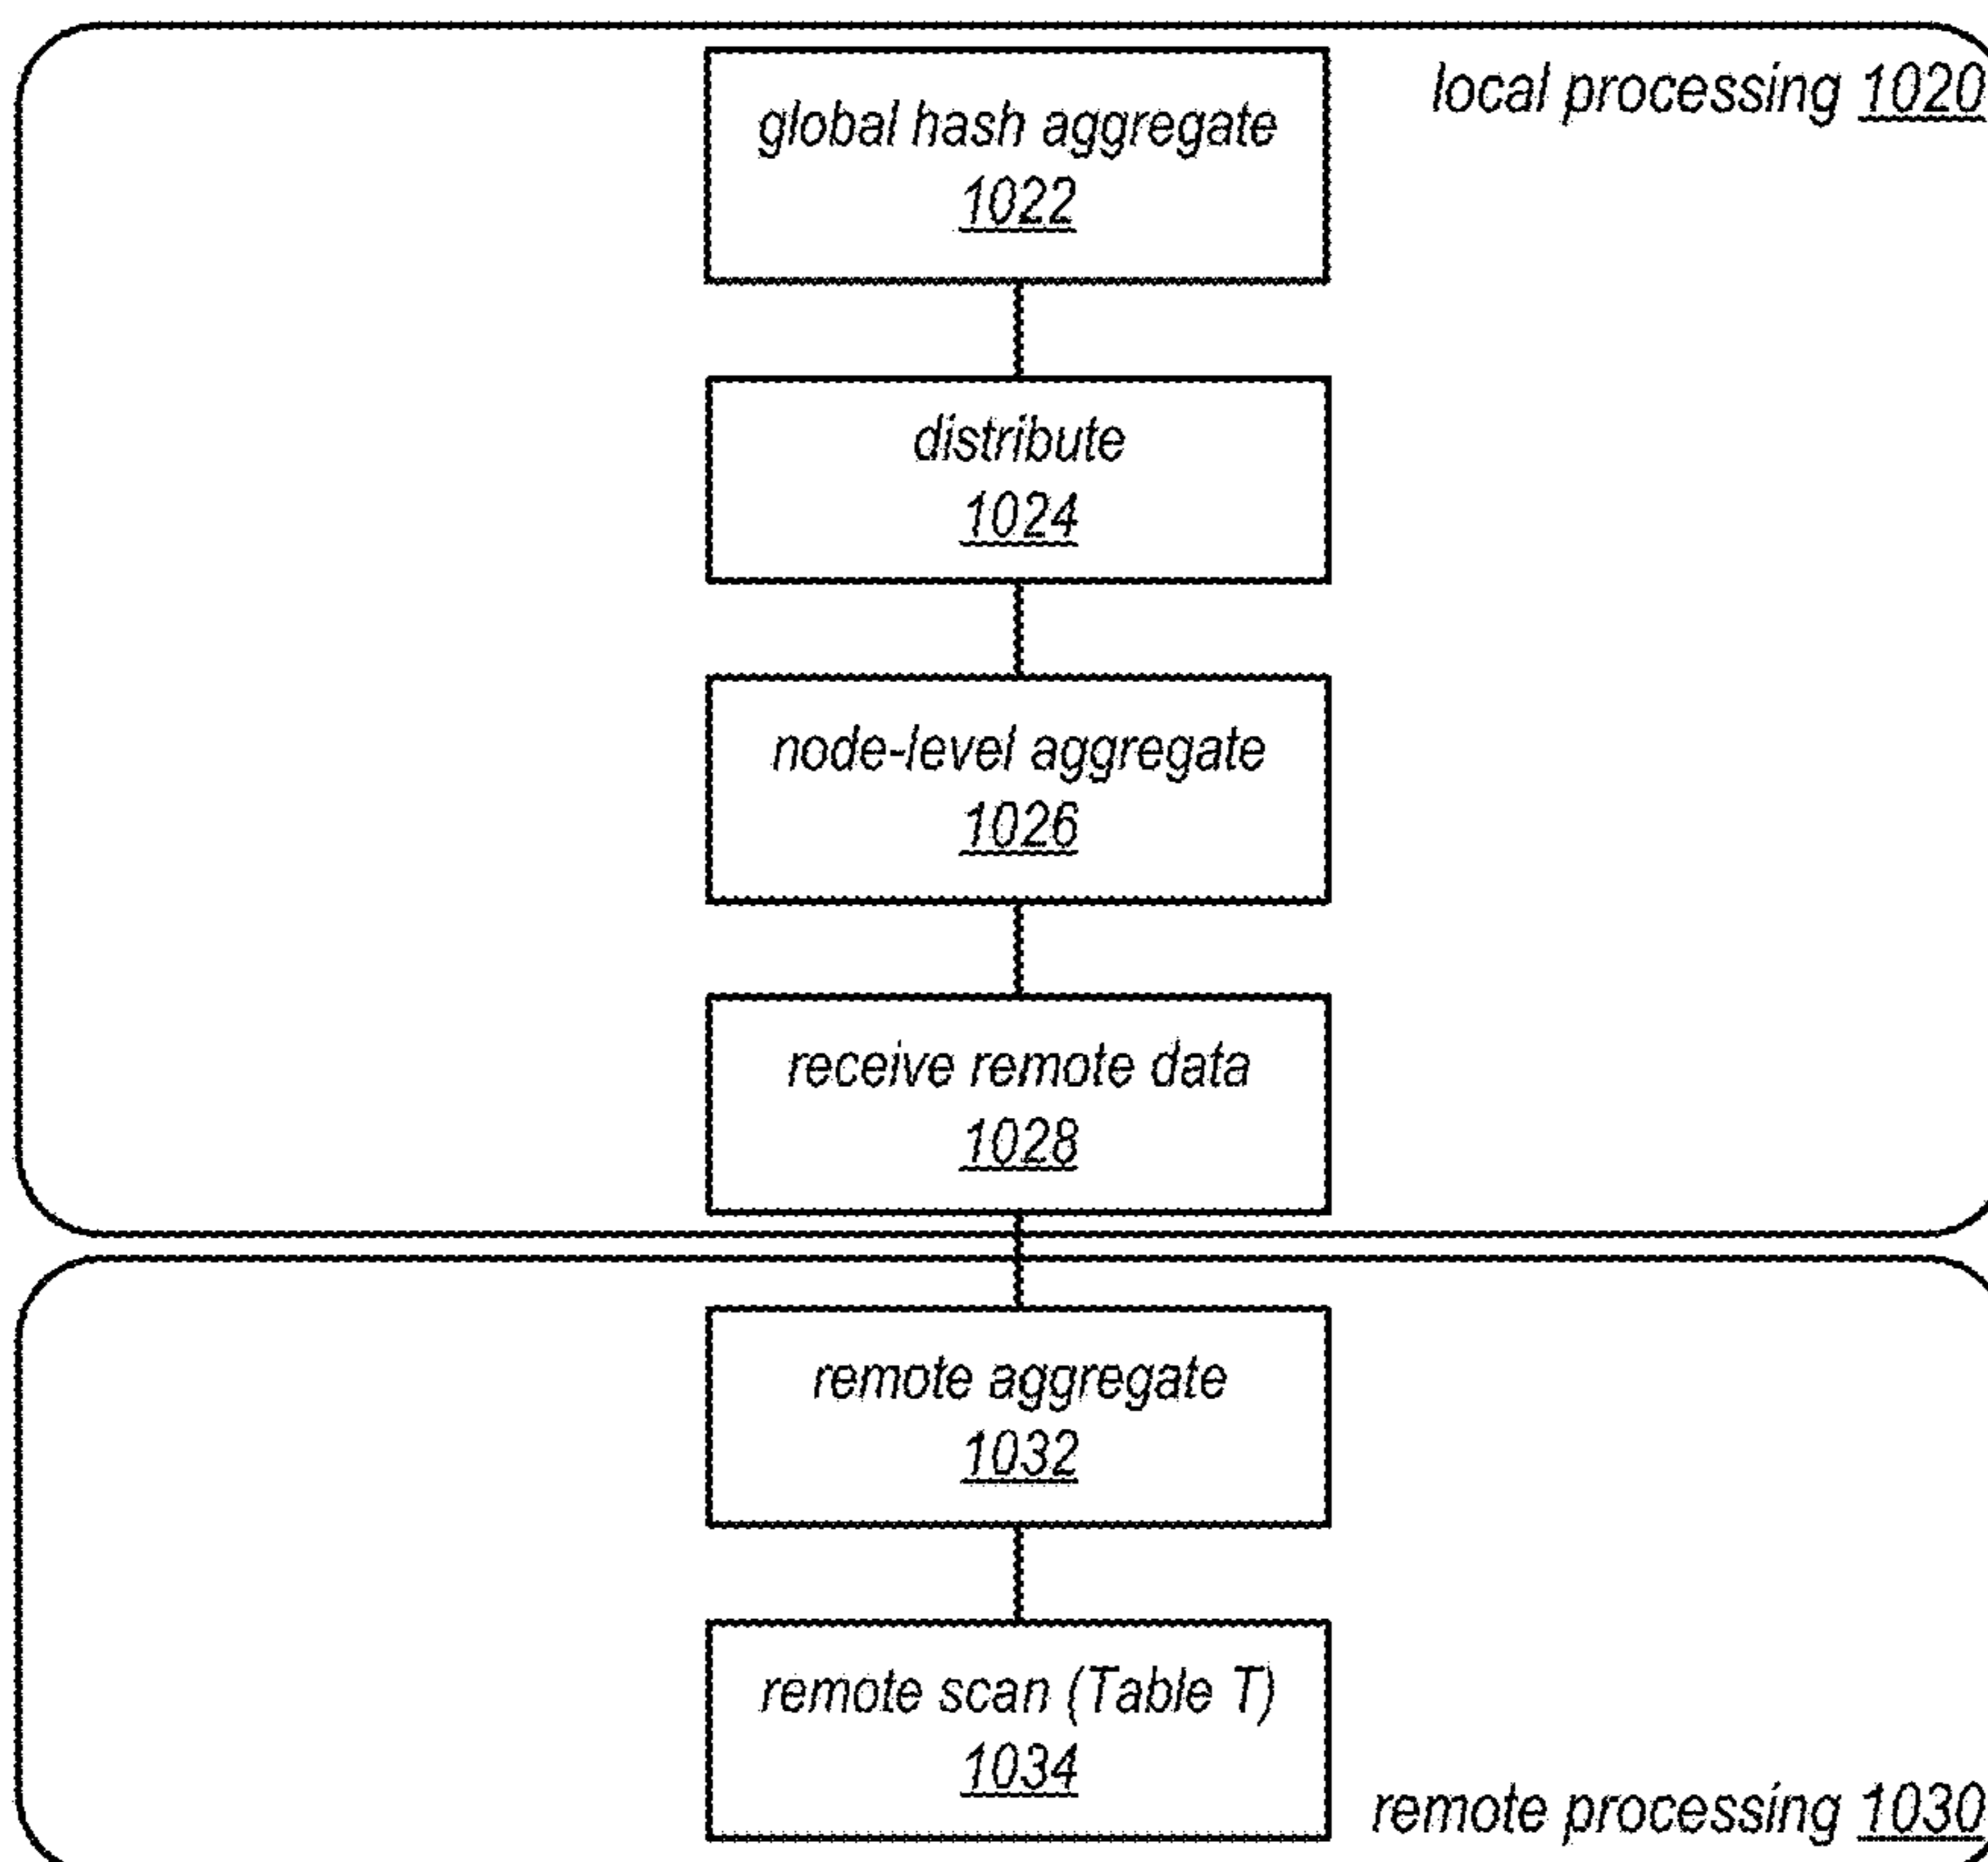 local processing 1020
global hash aggregate
1022
distribute
1024
node-level aggregate
1026
receive remote data
1028
remote aggregate
1032
remote scan (Table T)
1034
remote processing 1030